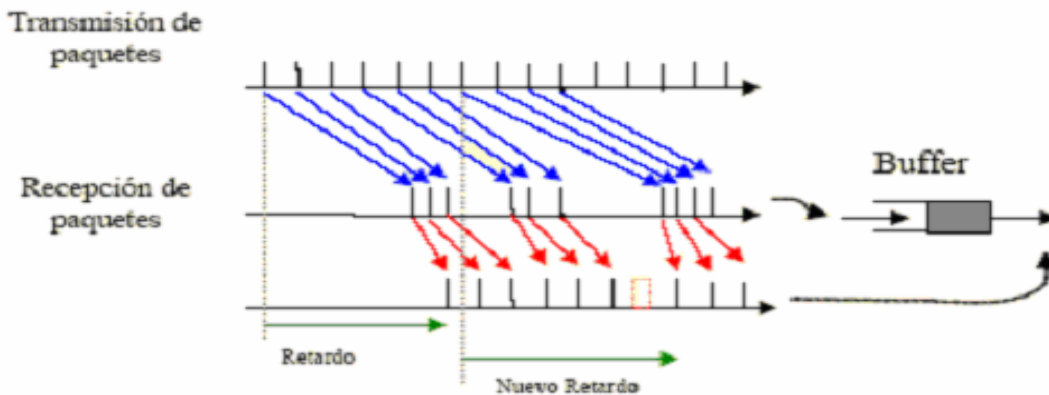 Transmisión de
paquetes
Recepción de
paquetes
Buffer
Retardo
Nuevo Retardo